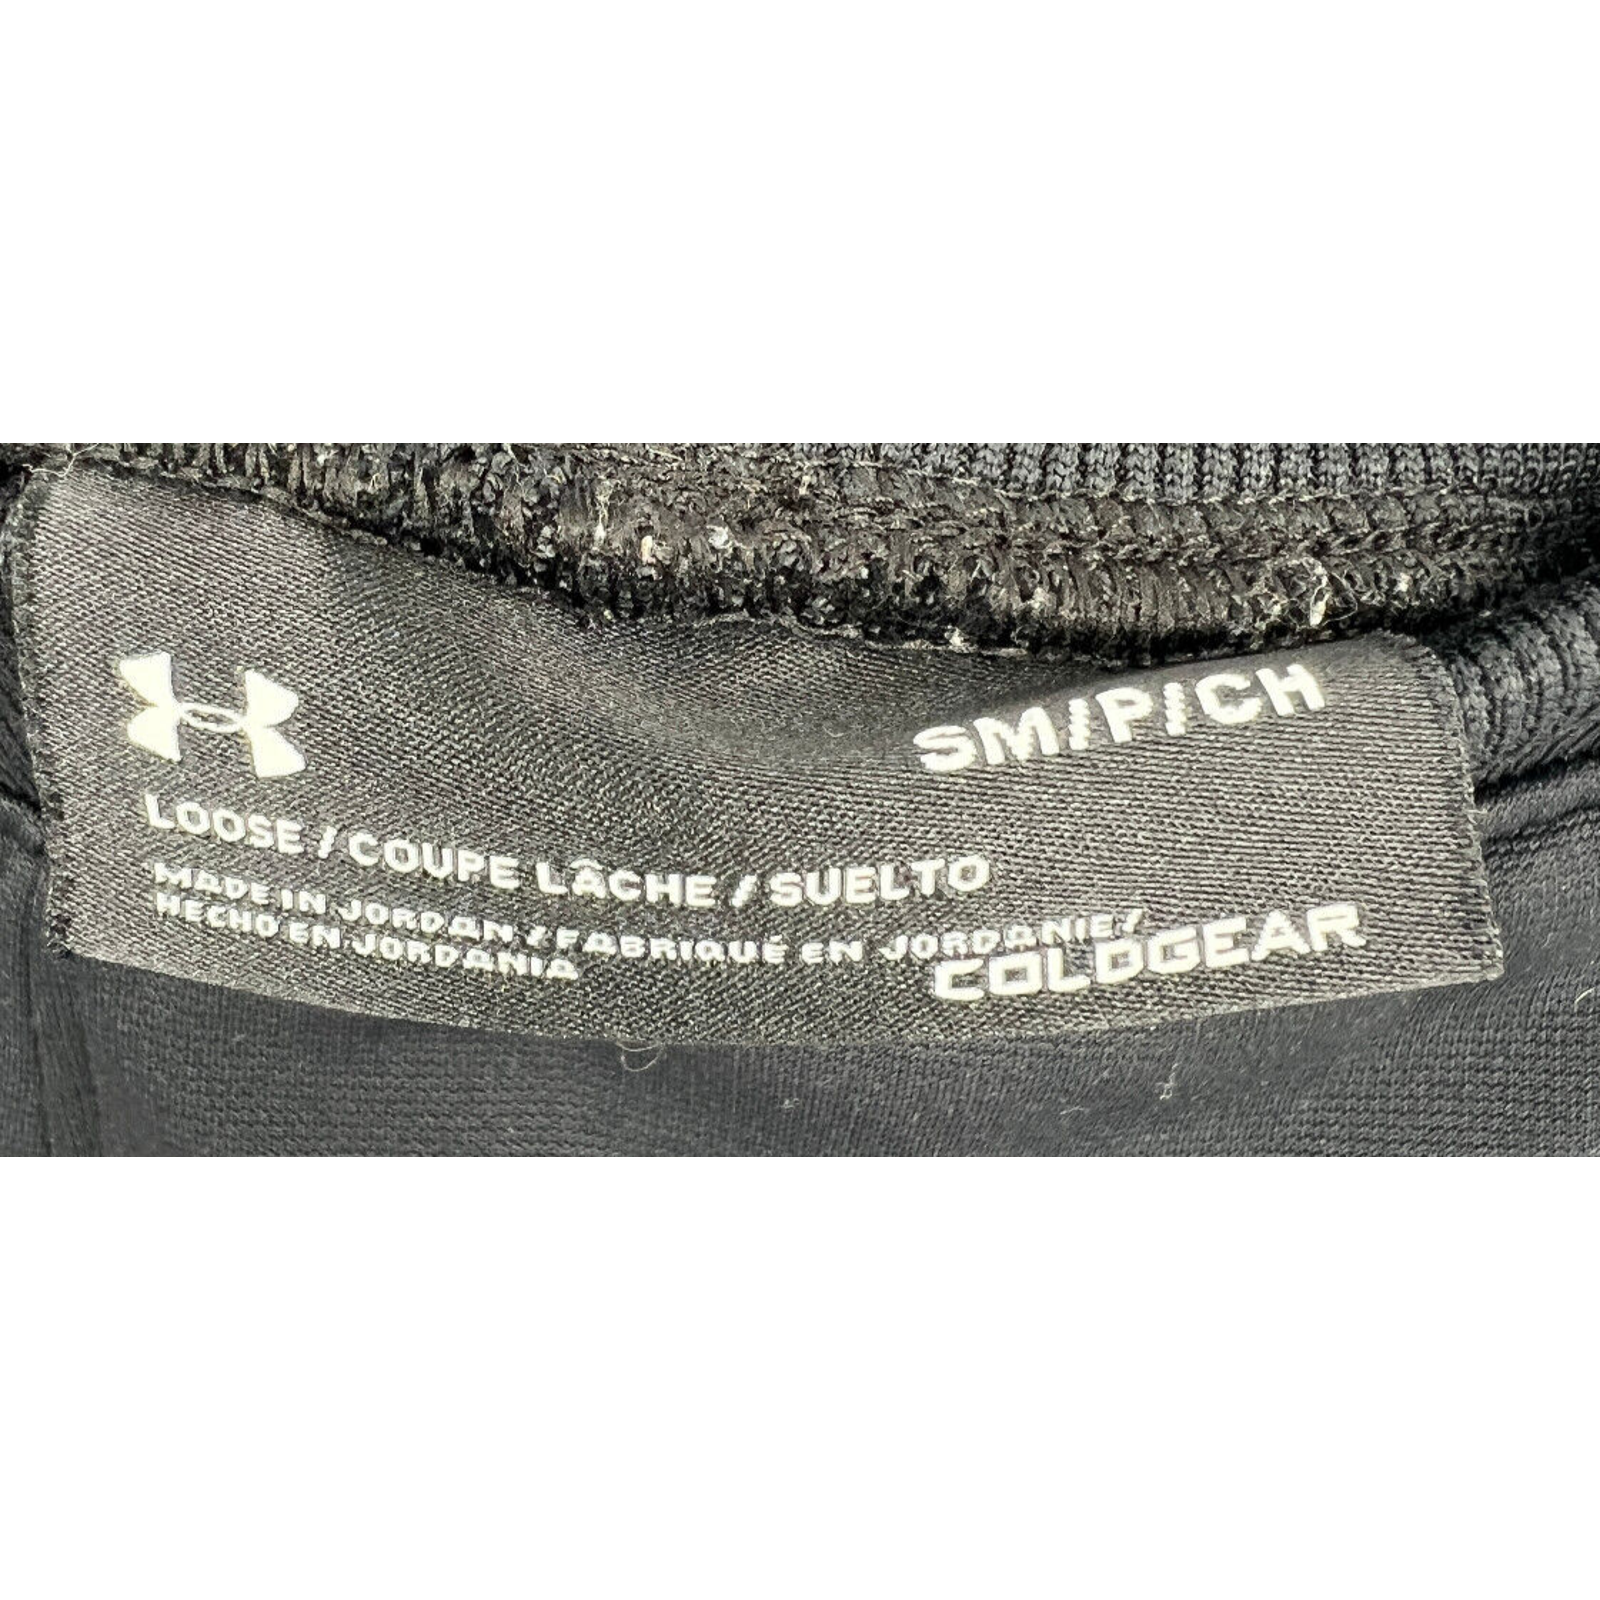 SM/P/CH
LOOSE / COUPE LÂCHE / SUELTO
MADE IN JORDAN / FABRIQUÉ EN JORDANIE/
HECHO EN JORDANIA
COLDGEAR